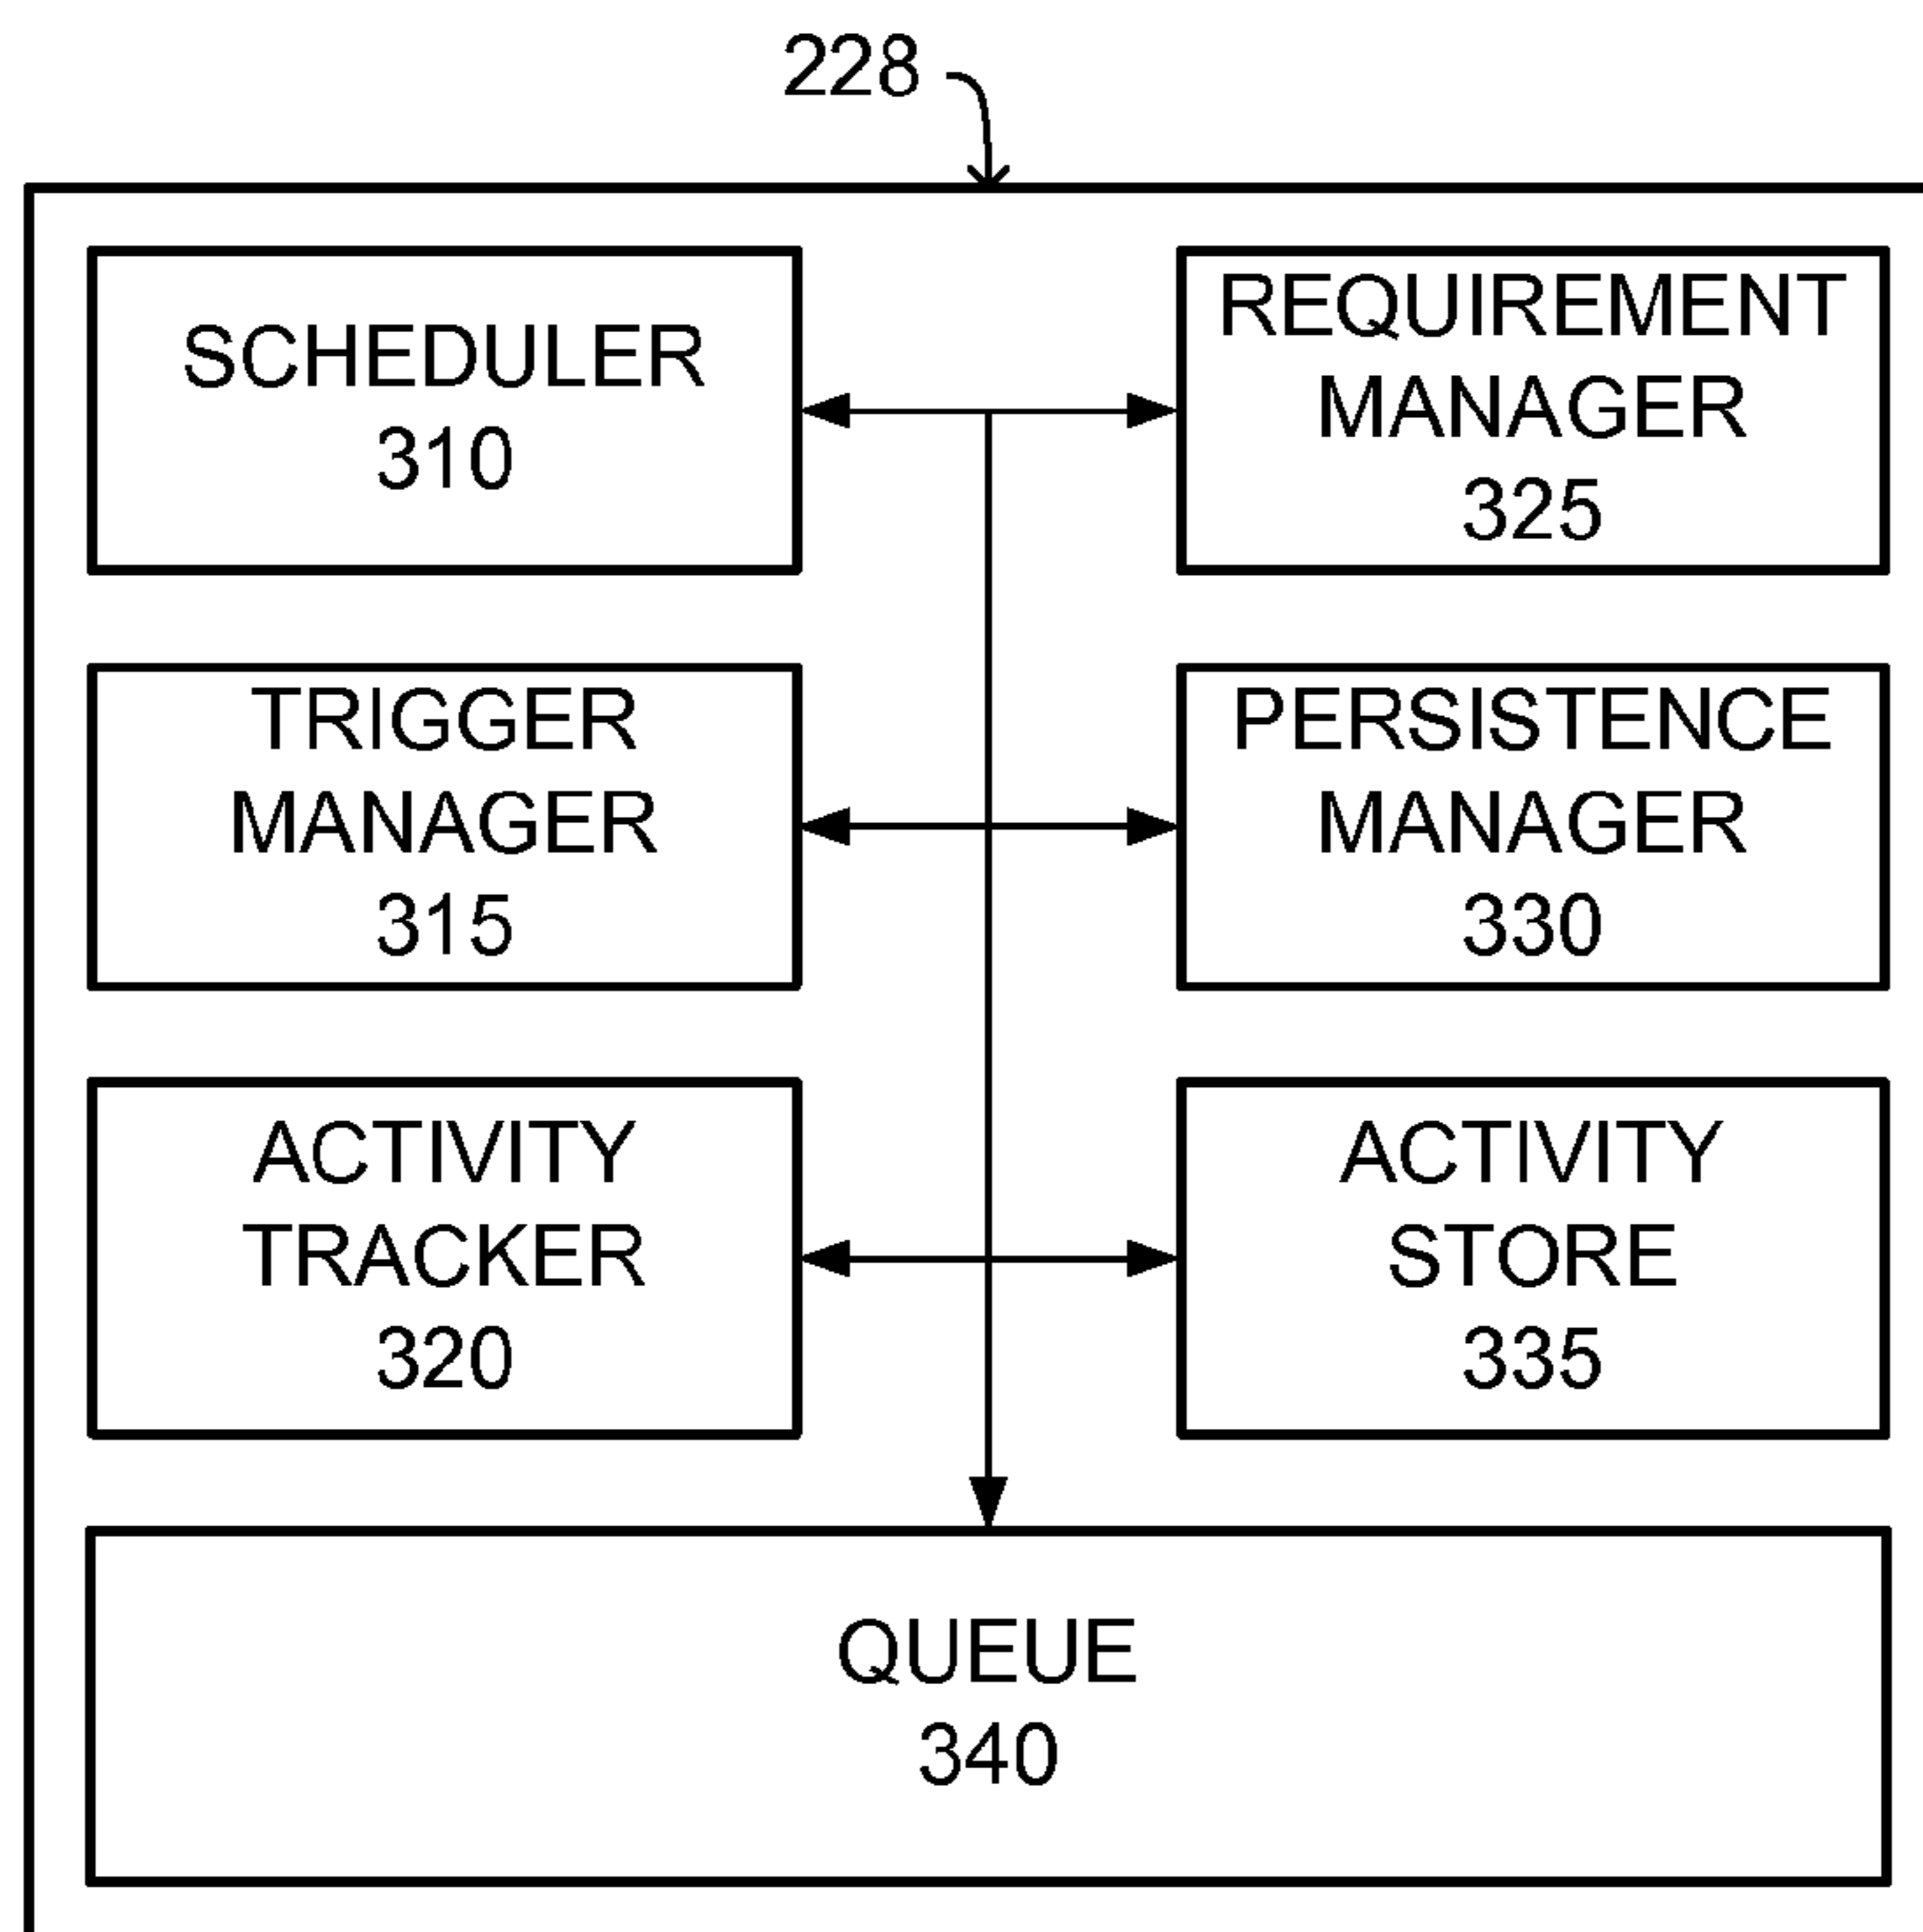 228
SCHEDULER
310
REQUIREMENT
MANAGER
325
TRIGGER
MANAGER
315
PERSISTENCE
MANAGER
330
ACTIVITY
TRACKER
320
ACTIVITY
STORE
335
QUEUE
340